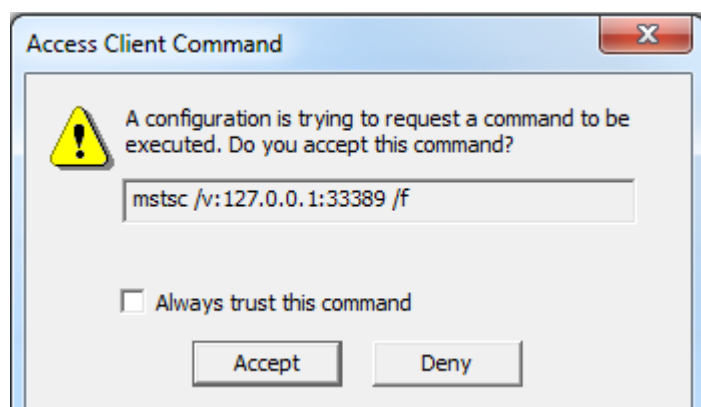 Access Client Command
A configuration is trying to request a command to be
executed. Do you accept this command?
mstsc /v:127.0.0.1:33389 /f
Always trust this command
Accept Deny